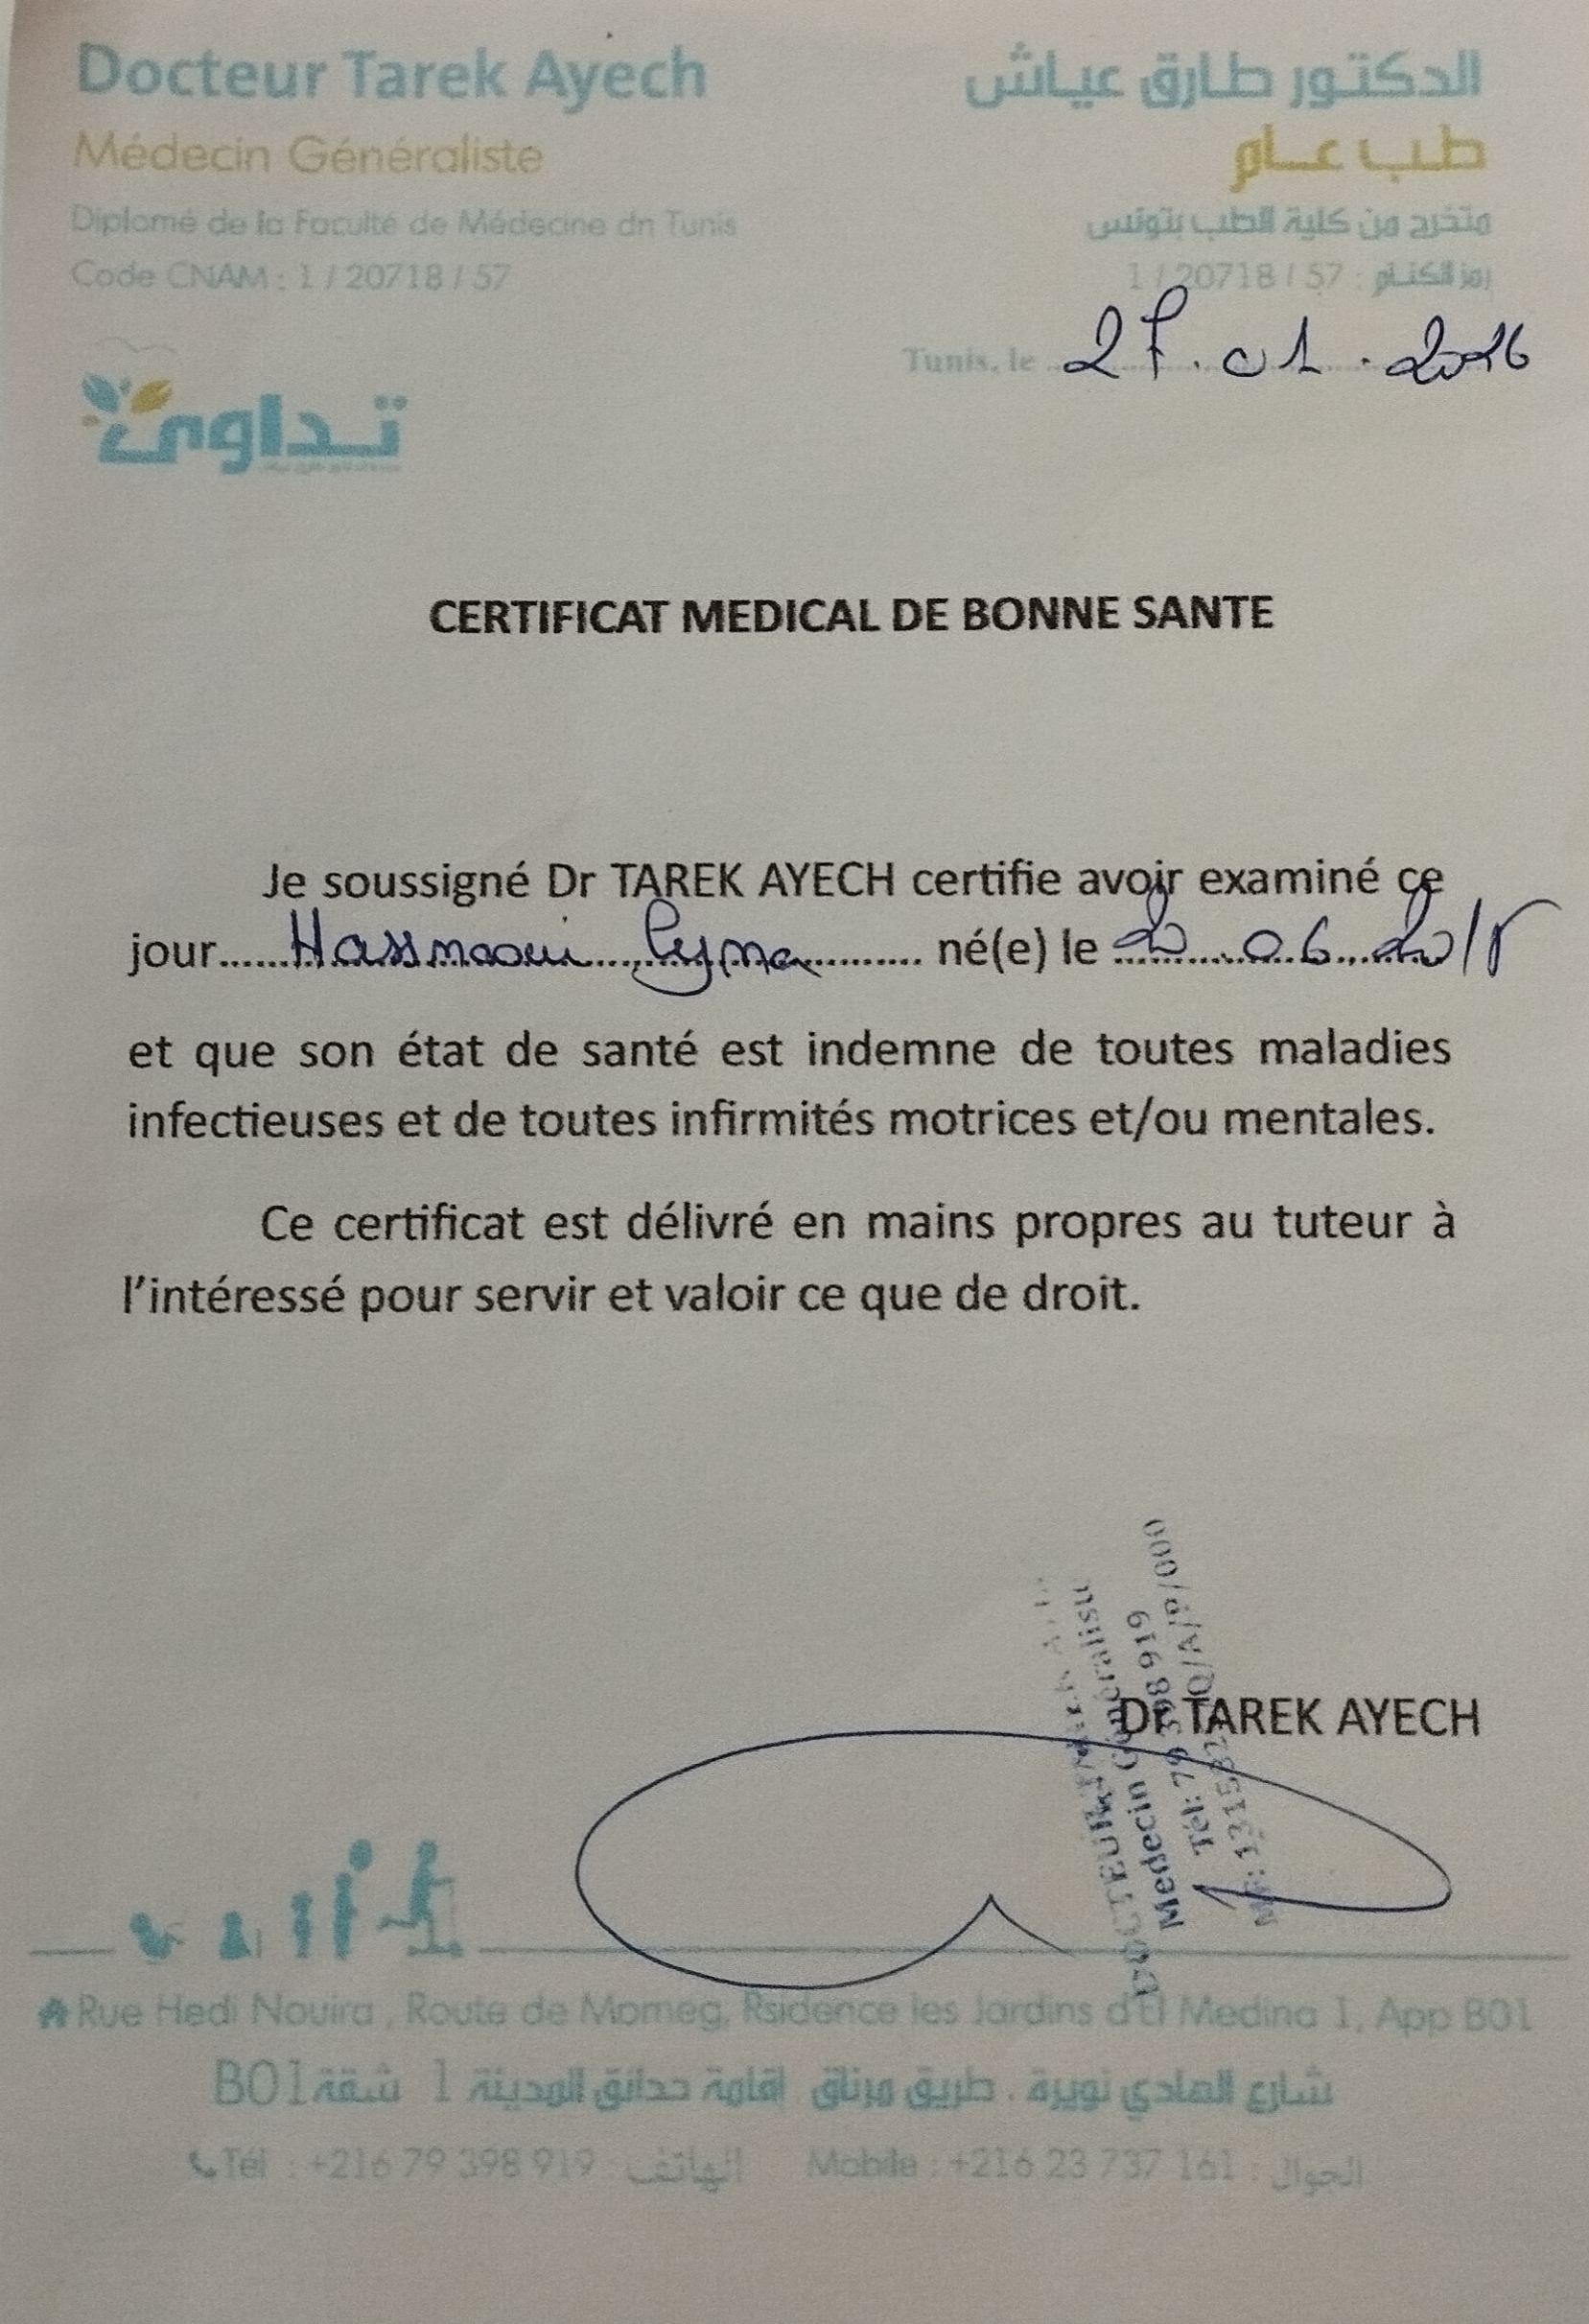 Docteur Tarek Ayech
الدكتور طارق عياش
Médecin Généraliste
طب عام
Diplomé de la Faculté de Médecine dn Tunis
متخرج من كلية الطب بتونس
Code CNAM : 1 / 20718 / 57
رمز الكنام : 57 / 20718 / 1
Tunis, le 27.01.2026
تداوي
CERTIFICAT MEDICAL DE BONNE SANTE
Je soussigné Dr TAREK AYECH certifie avoir examiné ce
jour né(e) le 06
et que son état de santé est indemne de toutes maladies
infectieuses et de toutes infirmités motrices et/ou mentales.
Ce certificat est délivré en mains propres au tuteur à
l'intéressé pour servir et valoir ce que de droit.
Dr TAREK AYECH
Médecin
Tél: 79 398 919
Rue Hedi Nouira , Route de Morneg, Rsidence les Jardins d'El Medina 1, App B01
شارع الهادي نويرة . طريق مرناق اقامة حدائق المدينة 1 شقة B01
Tél : +216 79 398 919 : الهاتف Mobile : +216 23 737 161 : الجوال